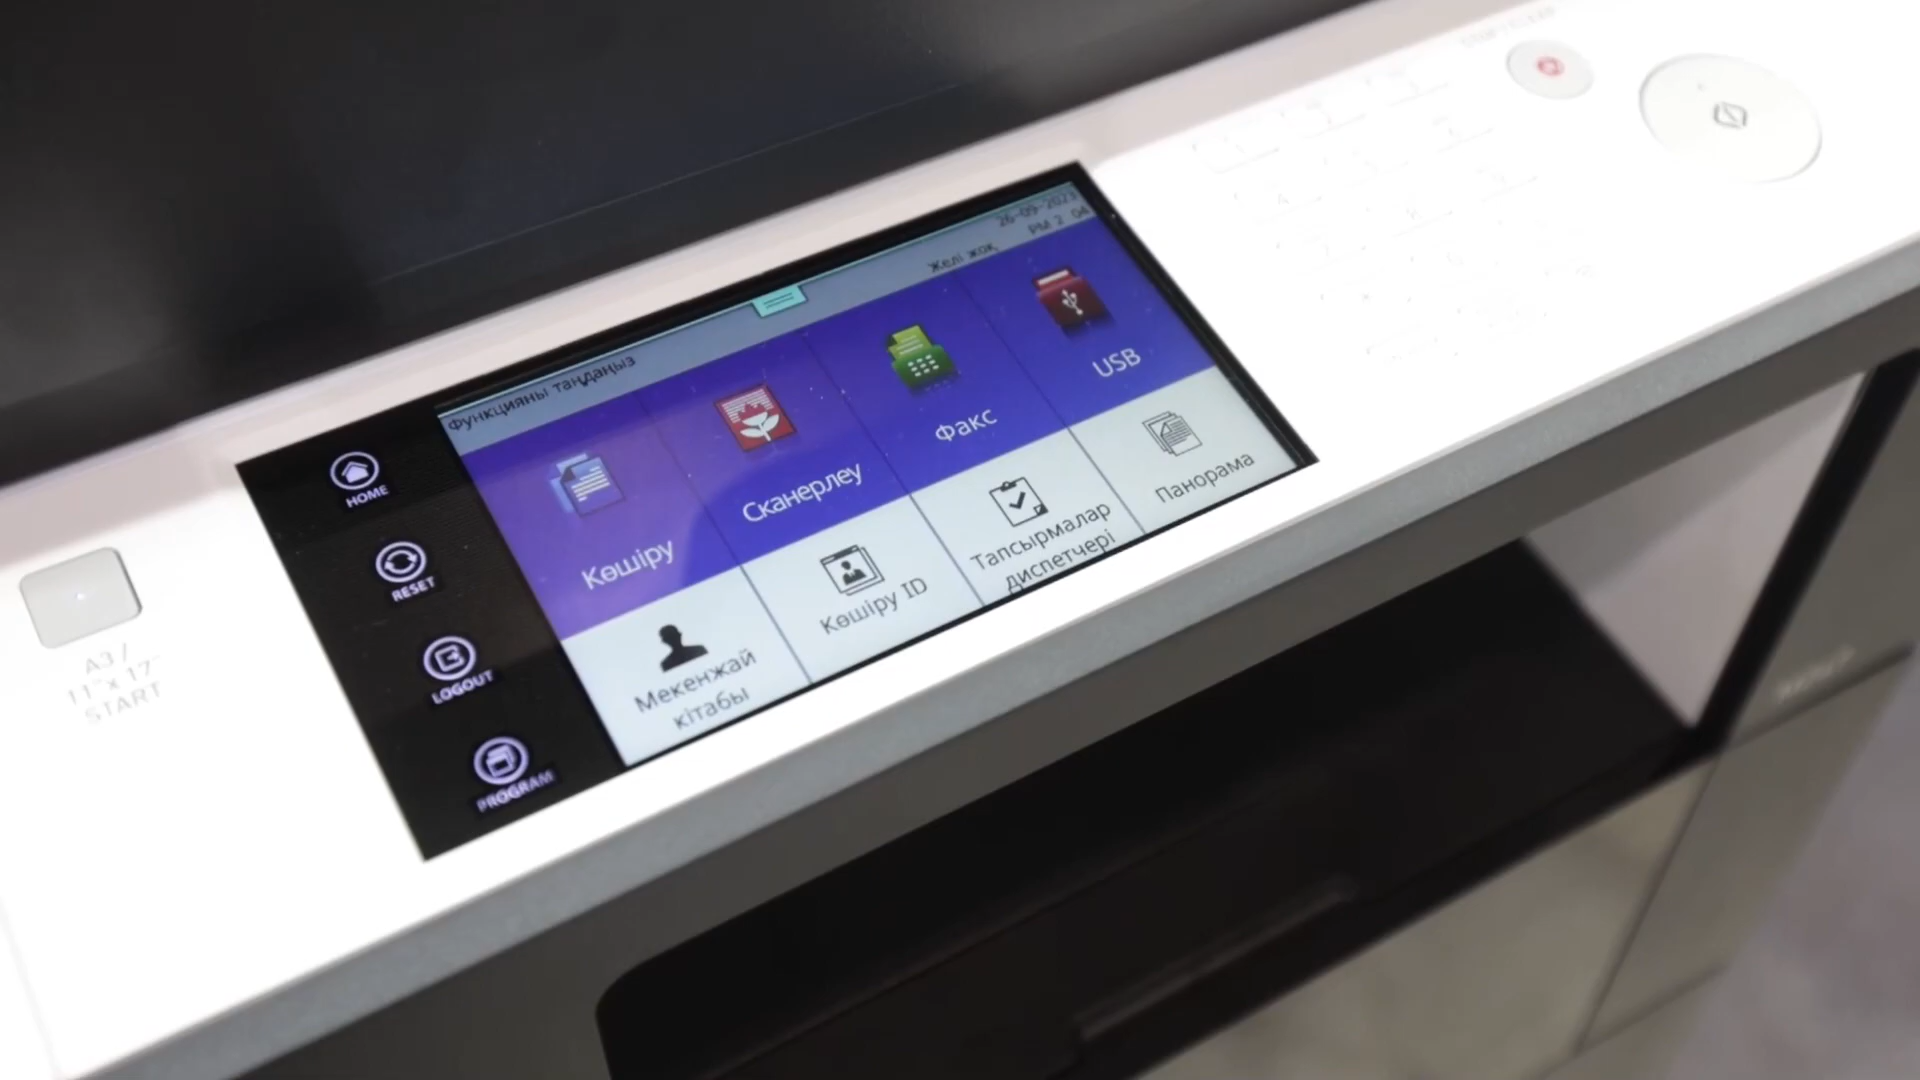 26-09-2023
PM 2 04
Желі жоқ
Функцияны таңдаңыз
Көшіру
Сканерлеу
Факс
USB
Мекенжай
кітабы
Көшіру ID
Тапсырмалар
диспетчері
Панорама
HOME
RESET
LOGOUT
PROGRAM
A3 /
11"x 17"
START